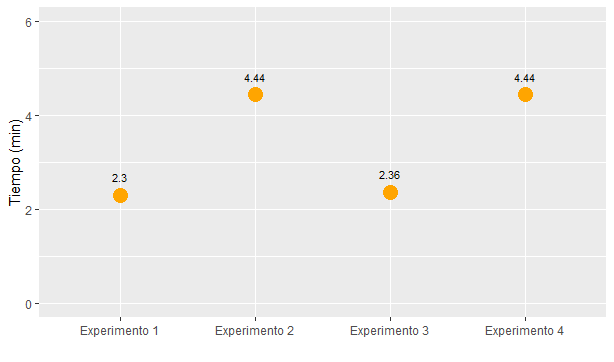 Tiempo (min)
6
4
2
0
2.3
4.44
2.36
4.44
Experimento 1
Experimento 2
Experimento 3
Experimento 4